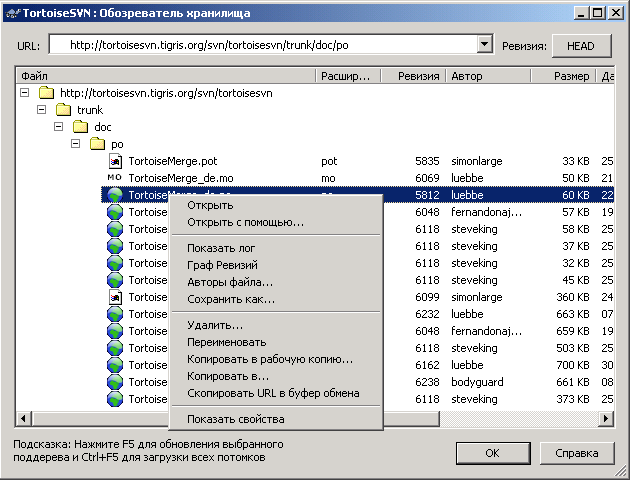 TortoiseSVN : Обозреватель хранилища
URL: http://tortoisesvn.tigris.org/svn/tortoisesvn/trunk/doc/po Ревизия: HEAD
Файл Расшир... Ревизия Автор Размер Да
http://tortoisesvn.tigris.org/svn/tortoisesvn
trunk
doc
po
TortoiseMerge.pot pot 5835 simonlarge 33 KB 25
MO TortoiseMerge_de.mo mo 6069 luebbe 50 KB 21
5812 luebbe 60 KB 22
Открыть
Tortoise 6048 fernandonaj... 57 KB 19
Открыть с помощью...
Tortoise 6118 steveking 58 KB 25
Показать лог
Tortoise 6118 steveking 37 KB 25
Граф Ревизий
Tortoise 6118 steveking 32 KB 25
Авторы файла...
Tortoise 6118 steveking 45 KB 25
Сохранить как...
Tortoise 6099 simonlarge 360 KB 24
Tortoise 6232 luebbe 663 KB 07
Удалить...
Tortoise 6048 fernandonaj... 659 KB 19
Переименовать
Tortoise 6118 steveking 503 KB 25
Копировать в рабочую копию...
Tortoise 6162 luebbe 700 KB 30
Копировать в...
Tortoise 6238 bodyguard 661 KB 08
Скопировать URL в буфер обмена
Tortoise 6118 steveking 373 KB 25
Показать свойства
Подсказка: Нажмите F5 для обновления выбранного
поддерева и Ctrl+F5 для загрузки всех потомков
OK Справка